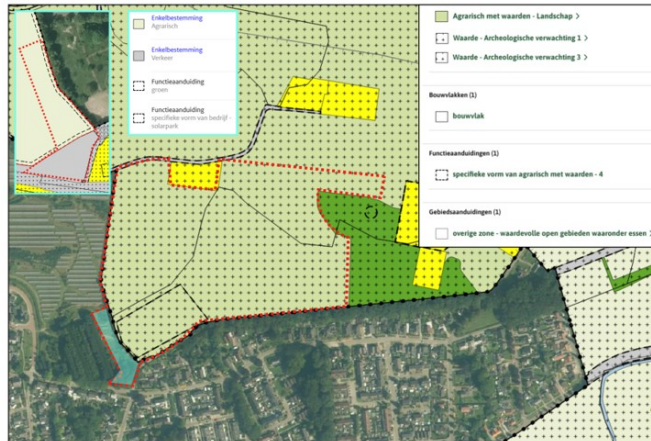 Enkelbestemming
Agrarisch
Enkelbestemming
Verkeer
Functieaanduiding
groen
Functieaanduiding
specifieke vorm van bedrijf -
solarpark
Agrarisch met waarden - Landschap >
Waarde - Archeologische verwachting 1 >
Waarde - Archeologische verwachting 3 >
Bouwvlakken (1)
bouwvlak
Functieaanduidingen (1)
specifieke vorm van agrarisch met waarden - 4
Gebiedsaanduidingen (1)
overige zone - waardevolle open gebieden waaronder essen 1